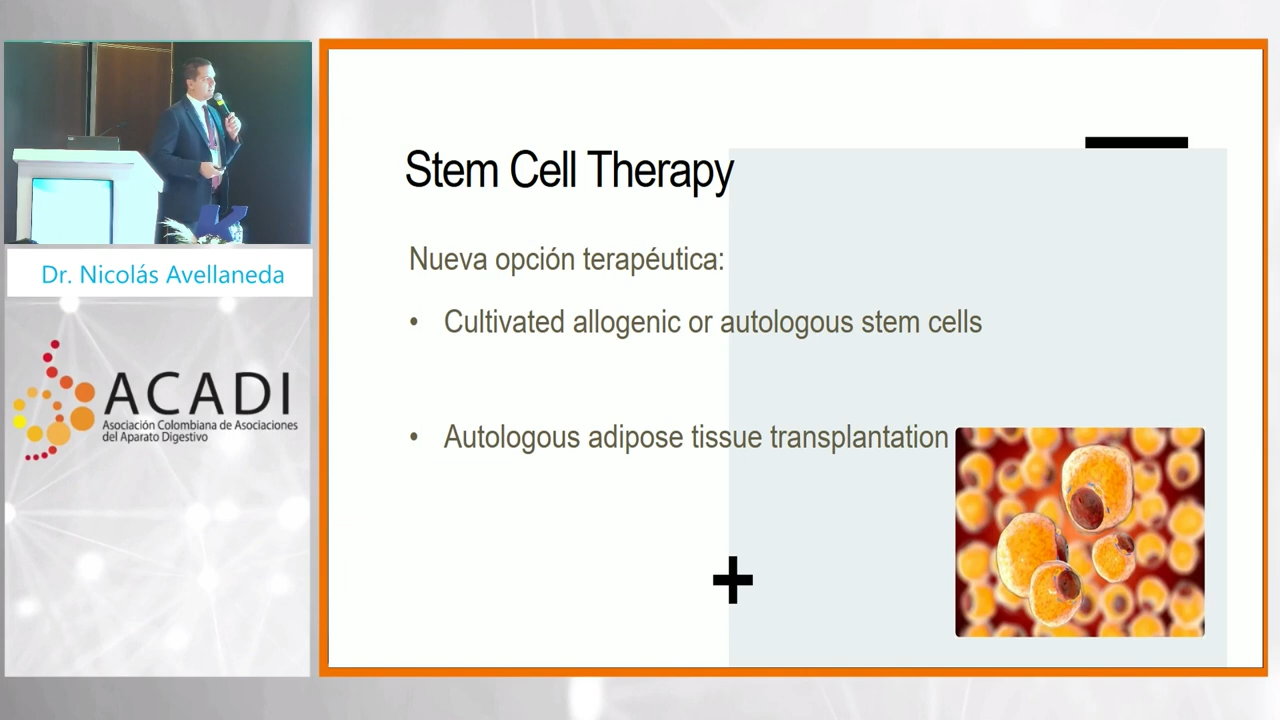 Stem Cell Therapy
Nueva opción terapéutica:
• Cultivated allogenic or autologous stem cells
• Autologous adipose tissue transplantation
+
Dr. Nicolás Avellaneda
ACADI
Asociación Colombiana de Asociaciones
del Aparato Digestivo